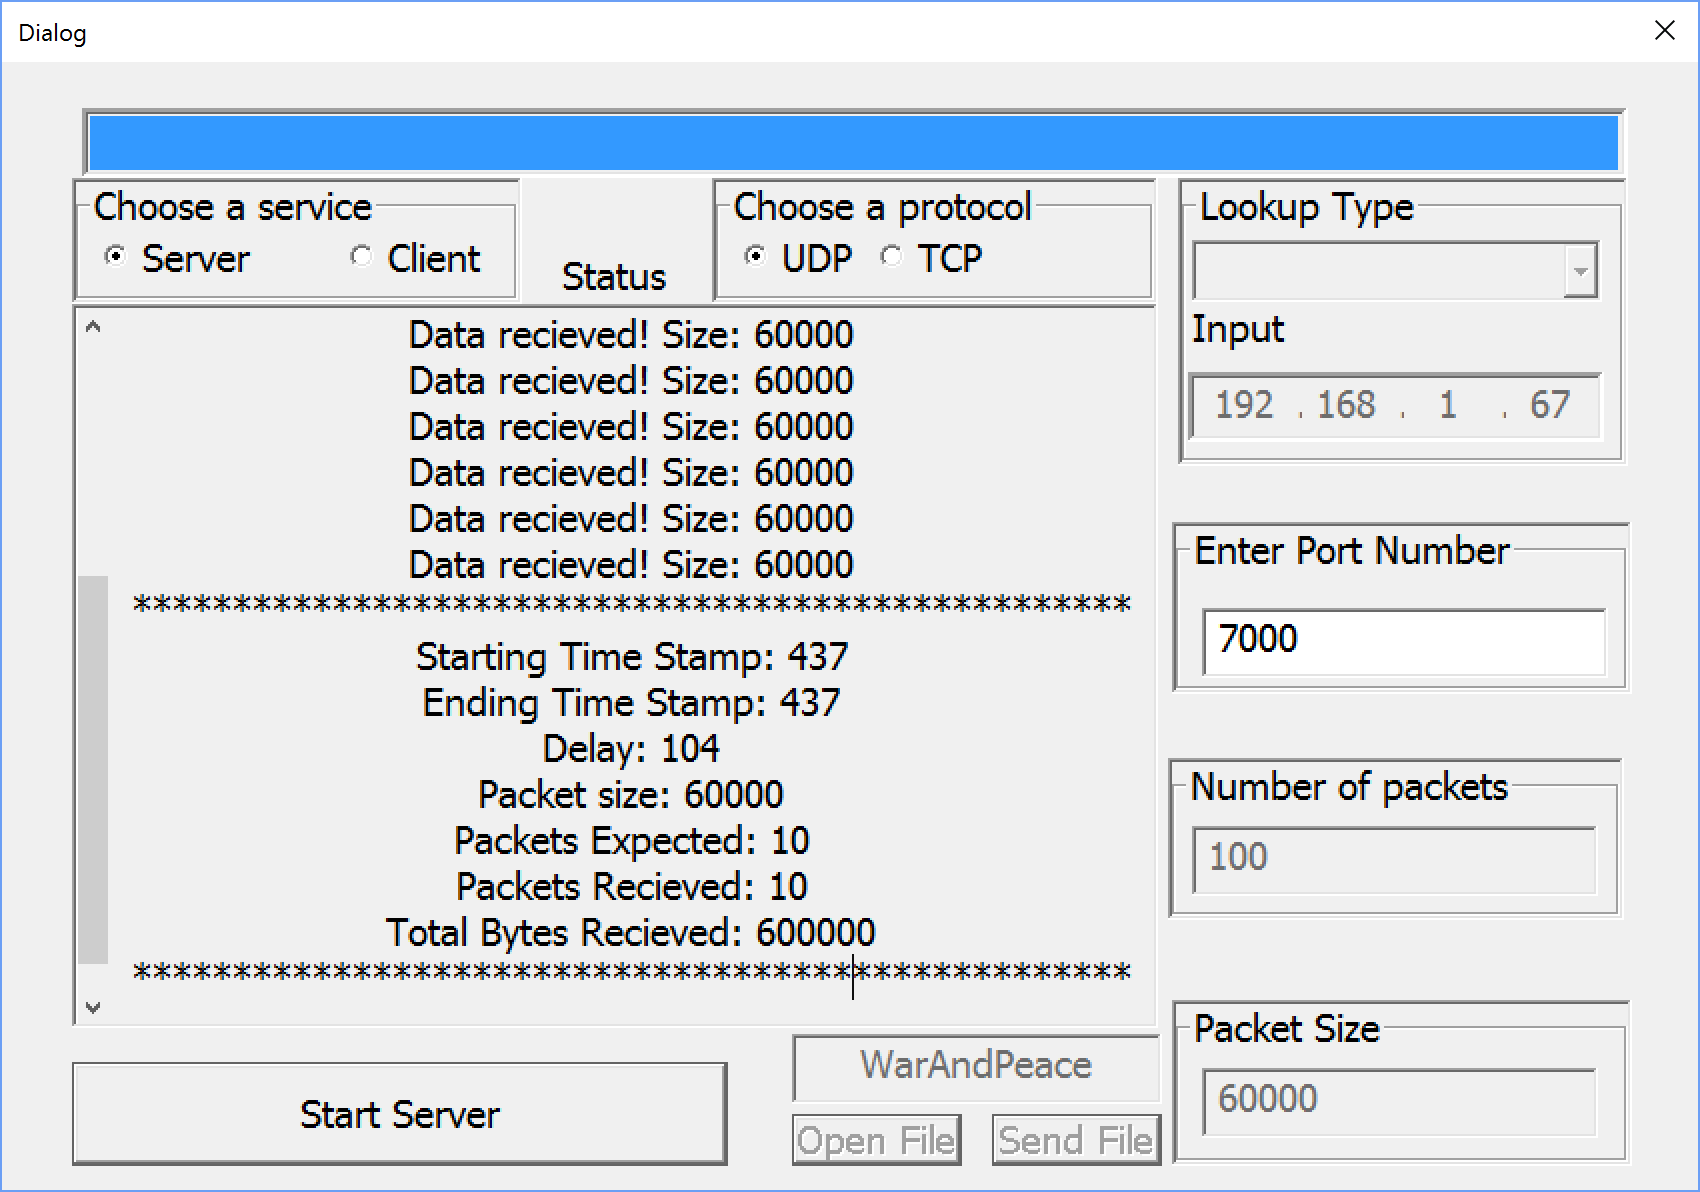 Dialog
Choose a service
Server
Client
Status
Choose a protocol
UDP
TCP
Data recieved! Size: 60000
Data recieved! Size: 60000
Data recieved! Size: 60000
Data recieved! Size: 60000
Data recieved! Size: 60000
Data recieved! Size: 60000
**************************************************
Starting Time Stamp: 437
Ending Time Stamp: 437
Delay: 104
Packet size: 60000
Packets Expected: 10
Packets Recieved: 10
Total Bytes Recieved: 600000
**************************************************
Start Server
WarAndPeace
Open File
Send File
Lookup Type
Input
192 . 168 . 1 . 67
Enter Port Number
7000
Number of packets
100
Packet Size
60000